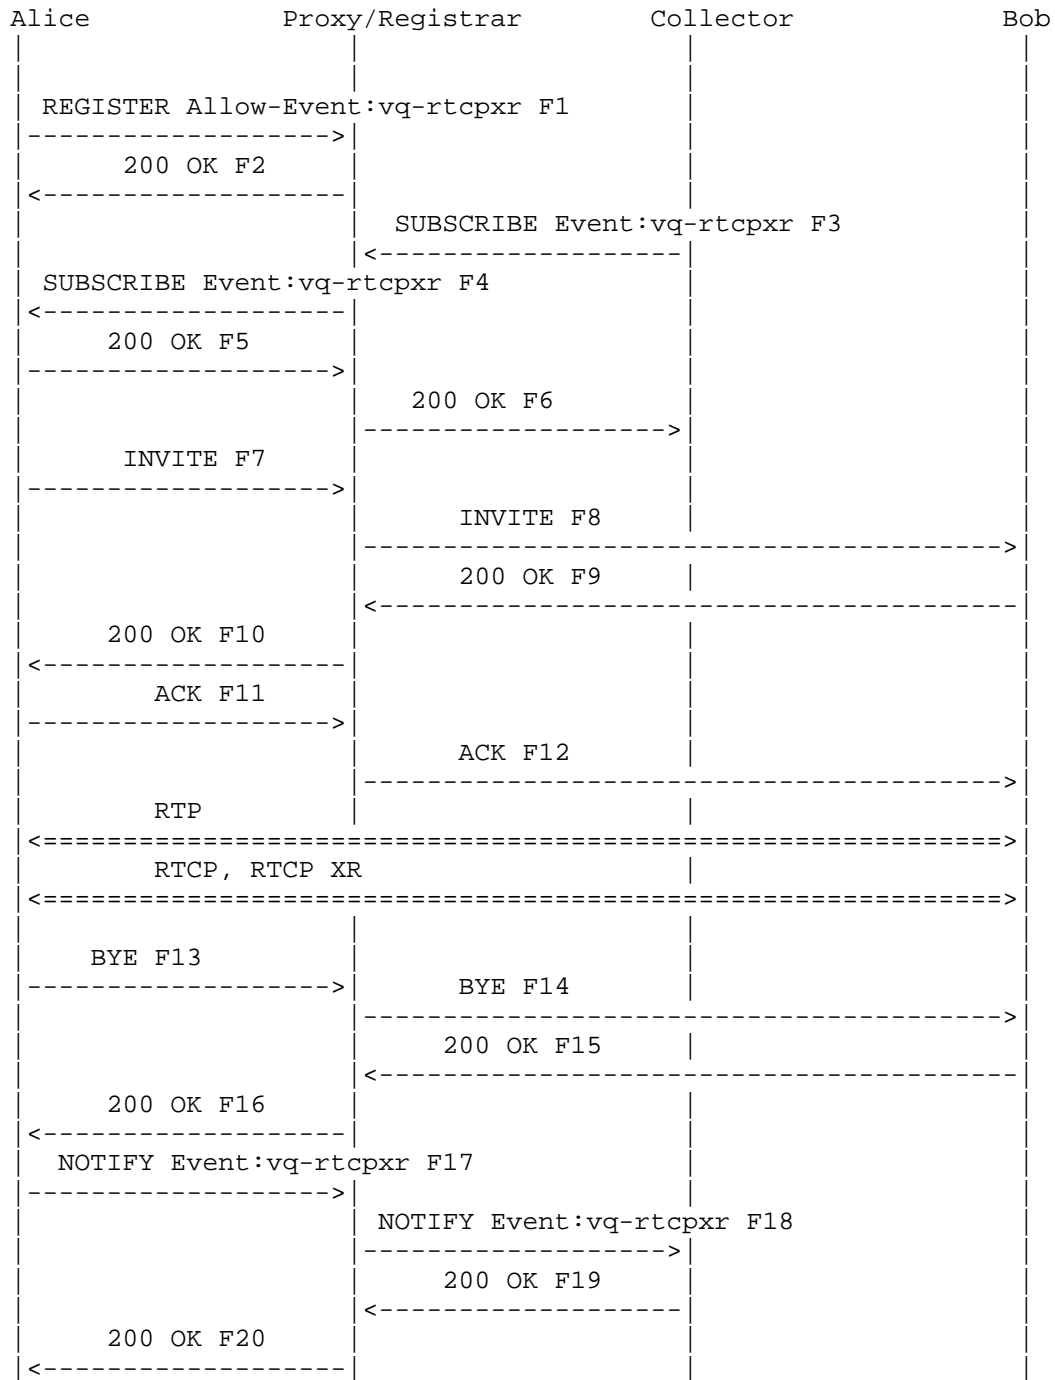 Alice Proxy/Registrar Collector Bob
REGISTER Allow-Event:vq-rtcpxr F1
200 OK F2
SUBSCRIBE Event:vq-rtcpxr F3
SUBSCRIBE Event:vq-rtcpxr F4
200 OK F5
200 OK F6
INVITE F7
INVITE F8
200 OK F9
200 OK F10
ACK F11
ACK F12
RTP
RTCP, RTCP XR
BYE F13
BYE F14
200 OK F15
200 OK F16
NOTIFY Event:vq-rtcpxr F17
NOTIFY Event:vq-rtcpxr F18
200 OK F19
200 OK F20